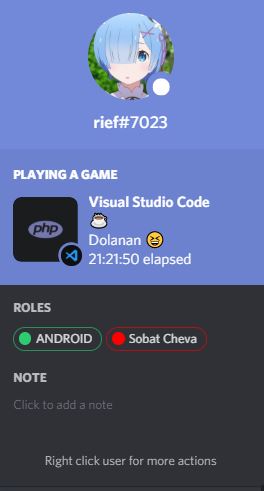 rief#7023
PLAYING A GAME
php
Visual Studio Code
Dolanan 😆
21:21:50 elapsed
ROLES
ANDROID
Sobat Cheva
NOTE
Click to add a note
Right click user for more actions